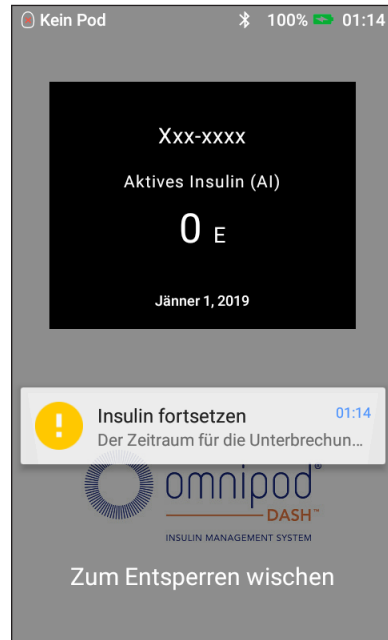 Kein Pod 100% 01:14
Xxx-xxxx
Aktives Insulin (AI)
0 E
Jänner 1, 2019
Insulin fortsetzen 01:14
Der Zeitraum für die Unterbrechun...
omnipod®
DASH™
INSULIN MANAGEMENT SYSTEM
Zum Entsperren wischen